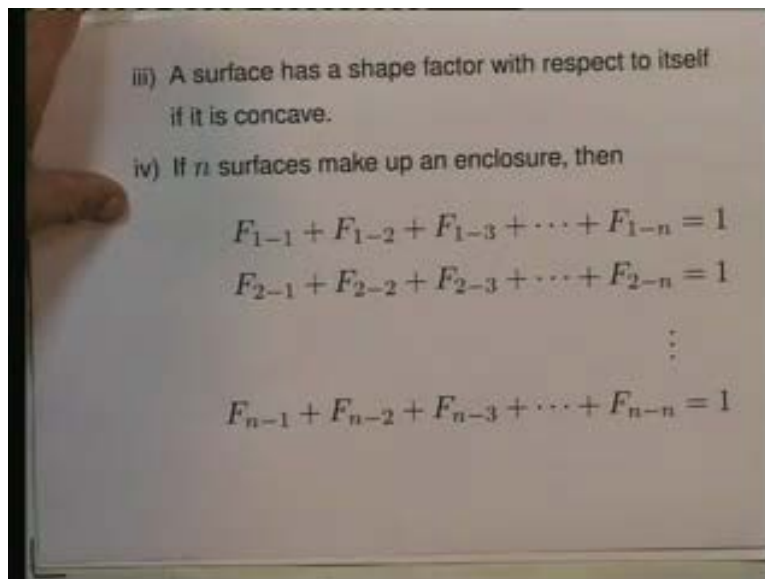 iii) A surface has a shape factor with respect to itself
if it is concave.
iv) If n surfaces make up an enclosure, then
F₁₋₁ + F₁₋₂ + F₁₋₃ + ··· + F₁₋ₙ = 1
F₂₋₁ + F₂₋₂ + F₂₋₃ + ··· + F₂₋ₙ = 1
⋮
Fₙ₋₁ + Fₙ₋₂ + Fₙ₋₃ + ··· + Fₙ₋ₙ = 1